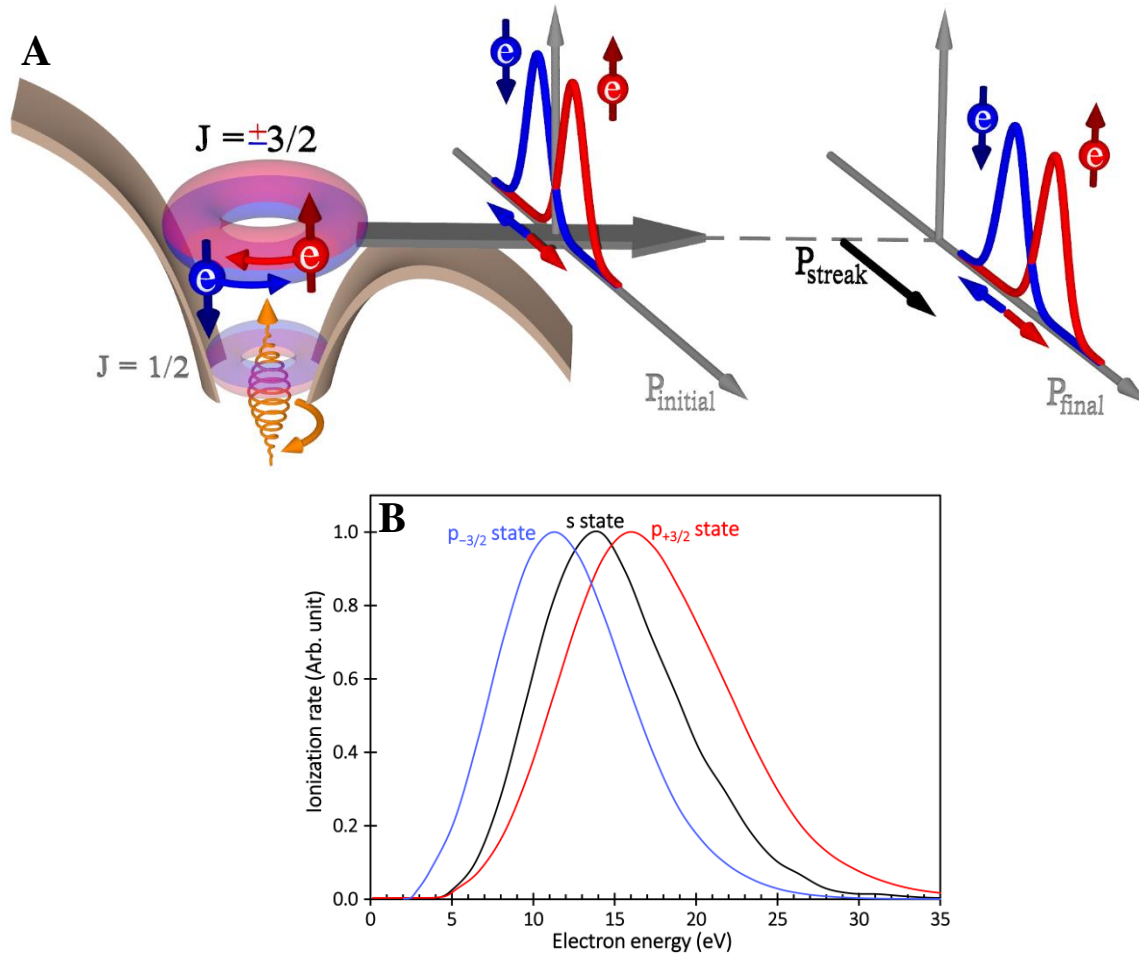 A
e
e
J = ±3/2
e
e
J = 1/2
P_initial
e
e
P_streak
P_final
B
p₋₃/₂ state
s state
p₊₃/₂ state
Ionization rate (Arb. unit)
1.0
0.8
0.6
0.4
0.2
0.0
0
5
10
15
20
25
30
35
Electron energy (eV)